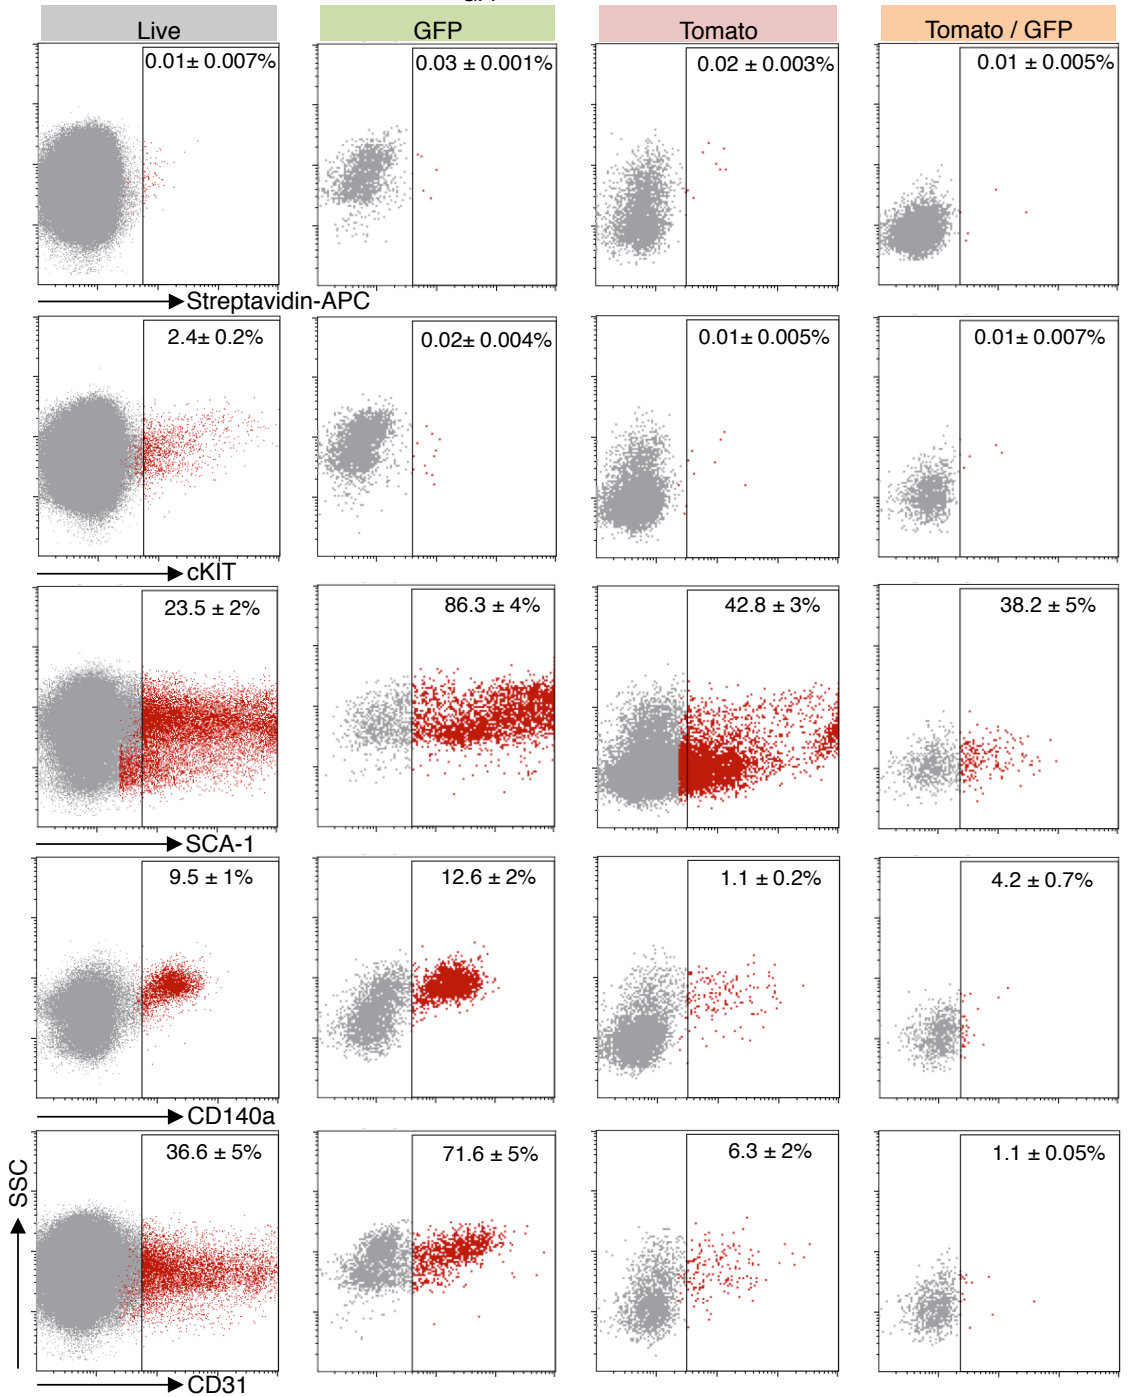 Live GFP Tomato Tomato / GFP
0.01± 0.007% 0.03 ± 0.001% 0.02 ± 0.003% 0.01 ± 0.005%
Streptavidin-APC
2.4± 0.2% 0.02± 0.004% 0.01± 0.005% 0.01± 0.007%
cKIT
23.5 ± 2% 86.3 ± 4% 42.8 ± 3% 38.2 ± 5%
SCA-1
9.5 ± 1% 12.6 ± 2% 1.1 ± 0.2% 4.2 ± 0.7%
CD140a
36.6 ± 5% 71.6 ± 5% 6.3 ± 2% 1.1 ± 0.05%
SSC
CD31